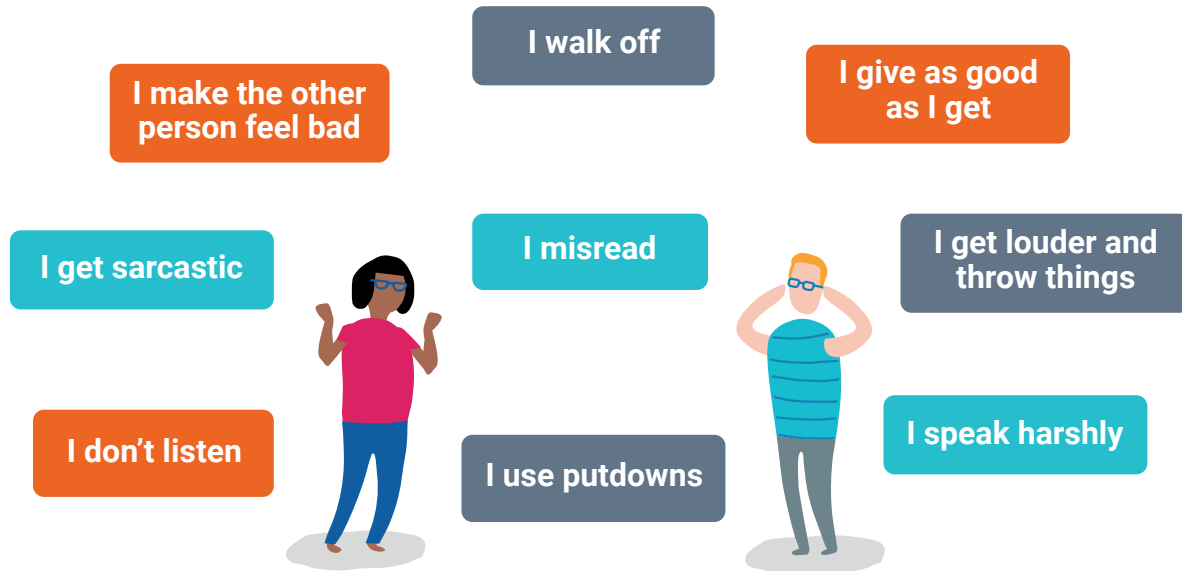 I walk off
I make the other
person feel bad
I give as good
as I get
I get sarcastic
I misread
I get louder and
throw things
I don’t listen
I use putdowns
I speak harshly